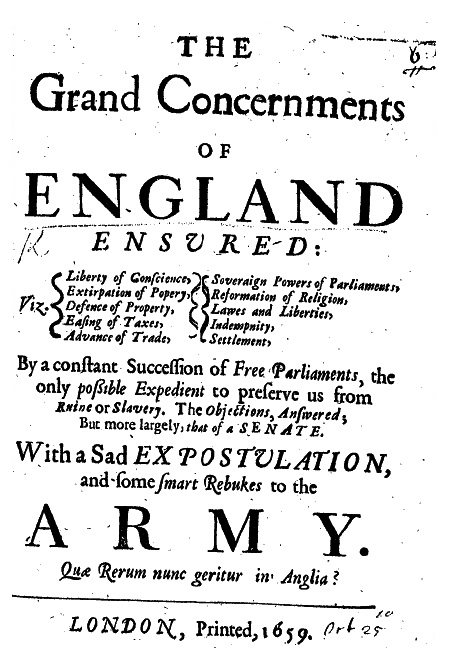 THE
6
Grand Concernments
OF
ENGLAND
ENSURED:
Viz.
Liberty of Conſcience,
Extirpation of Popery,
Defence of Property,
Eaſing of Taxes,
Advance of Trade,
Soveraign Powers of Parliaments,
Reformation of Religion,
Lawes and Liberties,
Indempnity,
Settlement,
By a conſtant Succeſſion of Free Parliaments, the
only poſſible Expedient to preſerve us from
Ruine or Slavery. The Objections, Anſwered;
But more largely, that of a SENATE.
With a Sad EXPOSTULATION,
and ſome ſmart Rebukes to the
ARMY.
Quæ Rerum nunc geritur in Anglia?
LONDON, Printed, 1659.
25